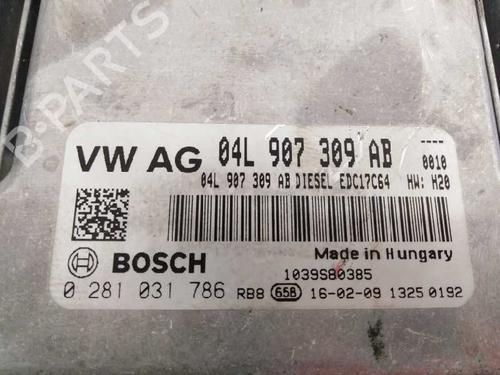 VW AG 04L 907 309 AB ----
0010
04L 907 309 AB DIESEL EDC17C64 HW: H20
BOSCH
Made in Hungary
1039S80385
0 281 031 786 RB8 65B 16-02-09 1325 0192
B-PARTS